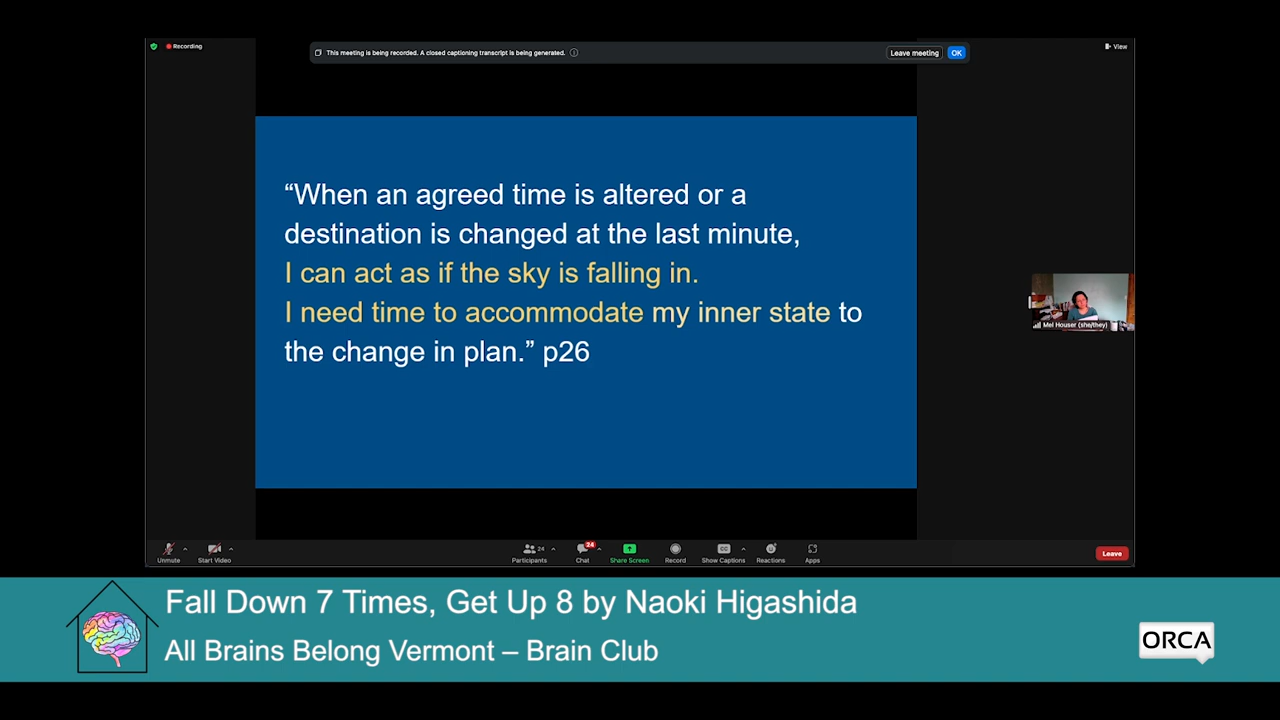 Recording
This meeting is being recorded. A closed captioning transcript is being generated.
Leave meeting
OK
View
“When an agreed time is altered or a
destination is changed at the last minute,
I can act as if the sky is falling in.
I need time to accommodate my inner state to
the change in plan.” p26
Mel Houser (she/they)
Unmute
Start Video
Participants
24
Chat
24
Share Screen
Record
CC
Show Captions
Reactions
Apps
Leave
Fall Down 7 Times, Get Up 8 by Naoki Higashida
All Brains Belong Vermont – Brain Club
ORCA